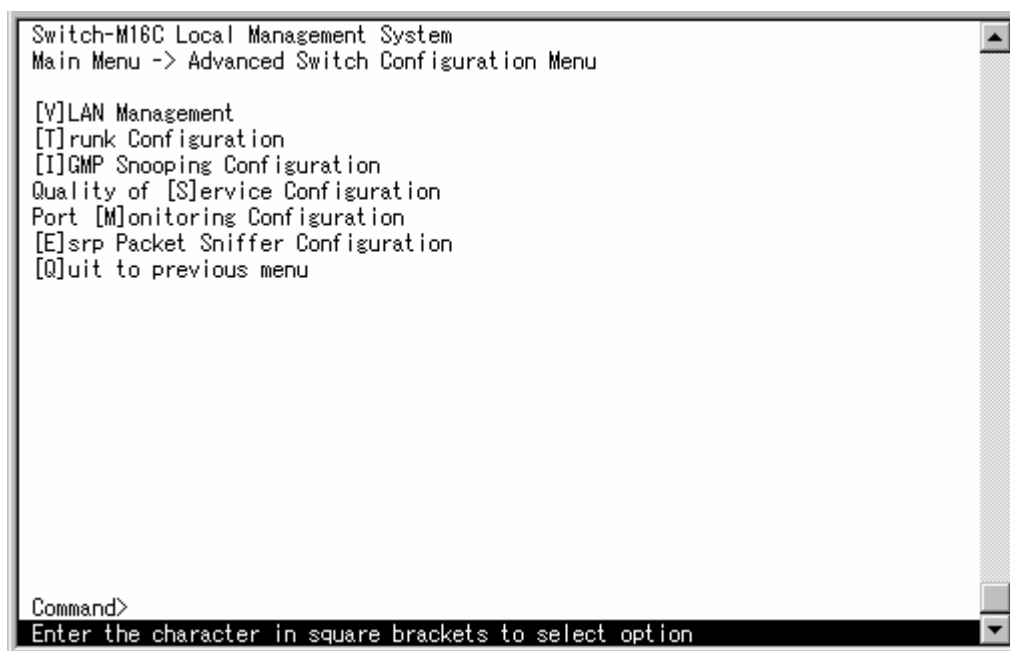 Switch-M16C Local Management System
Main Menu -> Advanced Switch Configuration Menu
[V]LAN Management
[T]runk Configuration
[I]GMP Snooping Configuration
Quality of [S]ervice Configuration
Port [M]onitoring Configuration
[E]srp Packet Sniffer Configuration
[Q]uit to previous menu
Command>
Enter the character in square brackets to select option